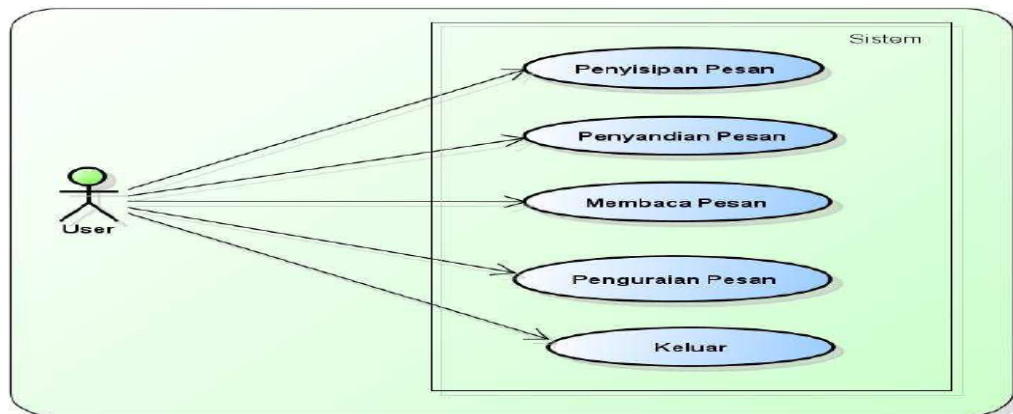 Sistem
Penyisipan Pesan
Penyandian Pesan
Membaca Pesan
User
Penguraian Pesan
Keluar